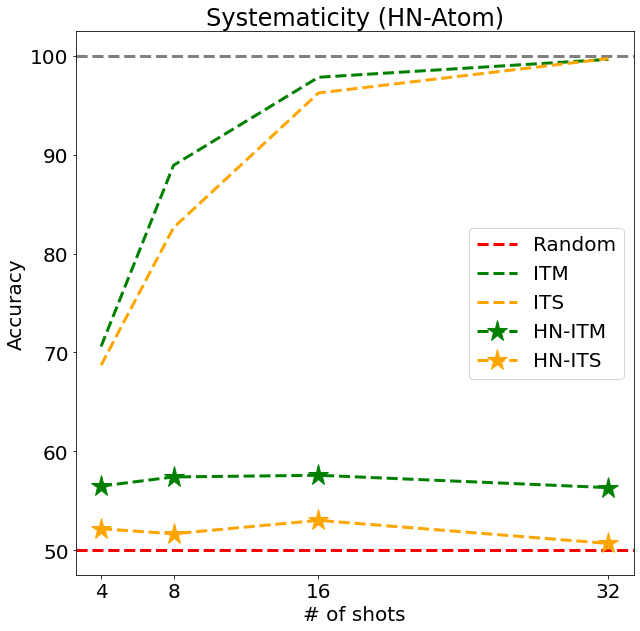 Systematicity (HN-Atom)
100
90
80
70
60
50
Accuracy
Random
ITM
ITS
HN-ITM
HN-ITS
4 8 16 32
# of shots